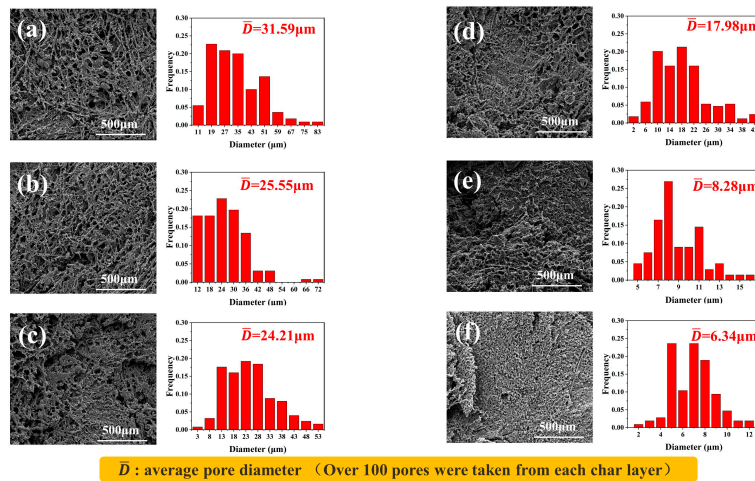 (a)
500μm
D̅=31.59μm
Frequency
0.30
0.25
0.20
0.15
0.10
0.05
0.00
11 19 27 35 43 51 59 67 75 83
Diameter (μm)
(b)
500μm
D̅=25.55μm
Frequency
0.30
0.25
0.20
0.15
0.10
0.05
0.00
12 18 24 30 36 42 48 54 60 66 72
Diameter (μm)
(c)
500μm
D̅=24.21μm
Frequency
0.30
0.25
0.20
0.15
0.10
0.05
0.00
3 8 13 18 23 28 33 38 43 48 53
Diameter (μm)
(d)
500μm
D̅=17.98μm
Frequency
0.30
0.25
0.20
0.15
0.10
0.05
0.00
2 6 10 14 18 22 26 30 34 38
Diameter (μm)
(e)
500μm
D̅=8.28μm
Frequency
0.30
0.25
0.20
0.15
0.10
0.05
0.00
5 7 9 11 13 15
Diameter (μm)
(f)
500μm
D̅=6.34μm
Frequency
0.30
0.25
0.20
0.15
0.10
0.05
0.00
2 4 6 8 10 12
Diameter (μm)
D̅ : average pore diameter （Over 100 pores were taken from each char layer）